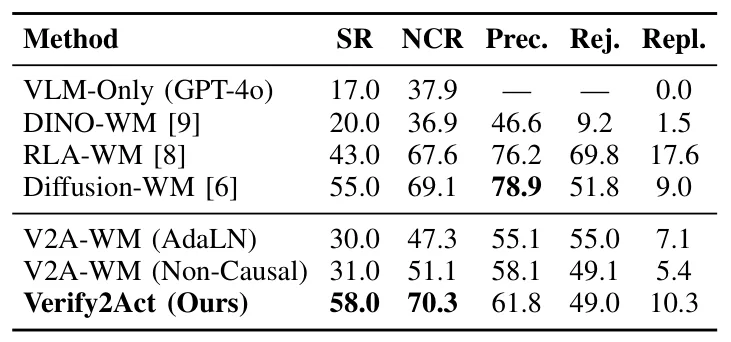 Method SR NCR Prec. Rej. Repl.
VLM-Only (GPT-4o) 17.0 37.9 — — 0.0
DINO-WM [9] 20.0 36.9 46.6 9.2 1.5
RLA-WM [8] 43.0 67.6 76.2 69.8 17.6
Diffusion-WM [6] 55.0 69.1 78.9 51.8 9.0
V2A-WM (AdaLN) 30.0 47.3 55.1 55.0 7.1
V2A-WM (Non-Causal) 31.0 51.1 58.1 49.1 5.4
Verify2Act (Ours) 58.0 70.3 61.8 49.0 10.3